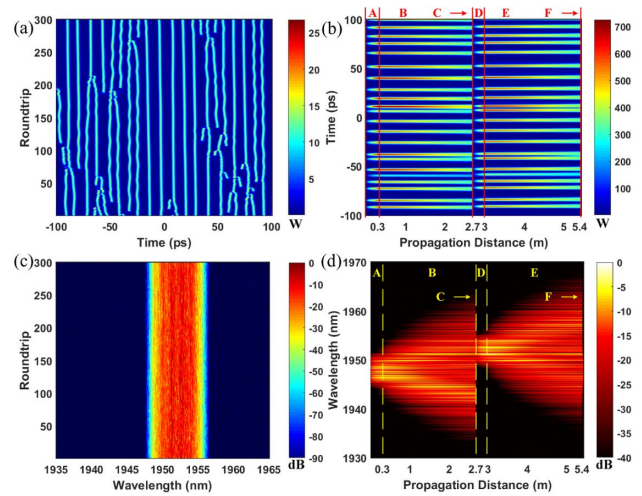 (a)
300
250
200
150
100
50
Roundtrip
-100 -50 0 50 100
Time (ps)
25
20
15
10
5
W
(b)
A B C → D E F →
100
50
0
-50
-100
Time (ps)
0.3 1 2 2.7 3 5 5.4
Propagation Distance (m)
700
600
500
400
300
200
100
W
(c)
300
250
200
150
100
50
Roundtrip
1935 1940 1945 1950 1955 1960 1965
Wavelength (nm)
0
-10
-20
-30
-40
-50
-60
-70
-80
-90
dB
(d)
A B D E
C → F →
1970
1960
1950
1940
1930
Wavelength (nm)
0.3 1 2 2.73 5 5.4
Propagation Distance (m)
0
-5
-10
-15
-20
-25
-30
-35
-40
dB